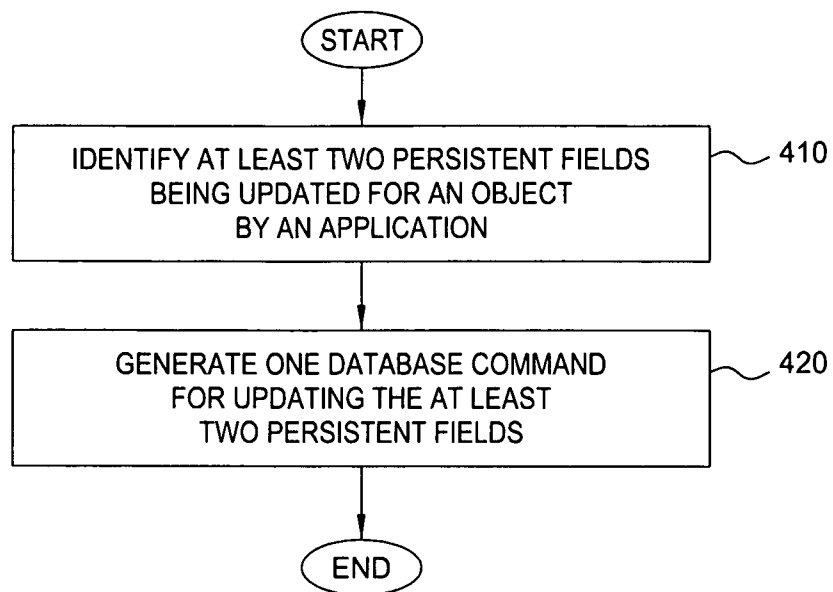 START
IDENTIFY AT LEAST TWO PERSISTENT FIELDS
BEING UPDATED FOR AN OBJECT
BY AN APPLICATION
410
GENERATE ONE DATABASE COMMAND
FOR UPDATING THE AT LEAST
TWO PERSISTENT FIELDS
420
END